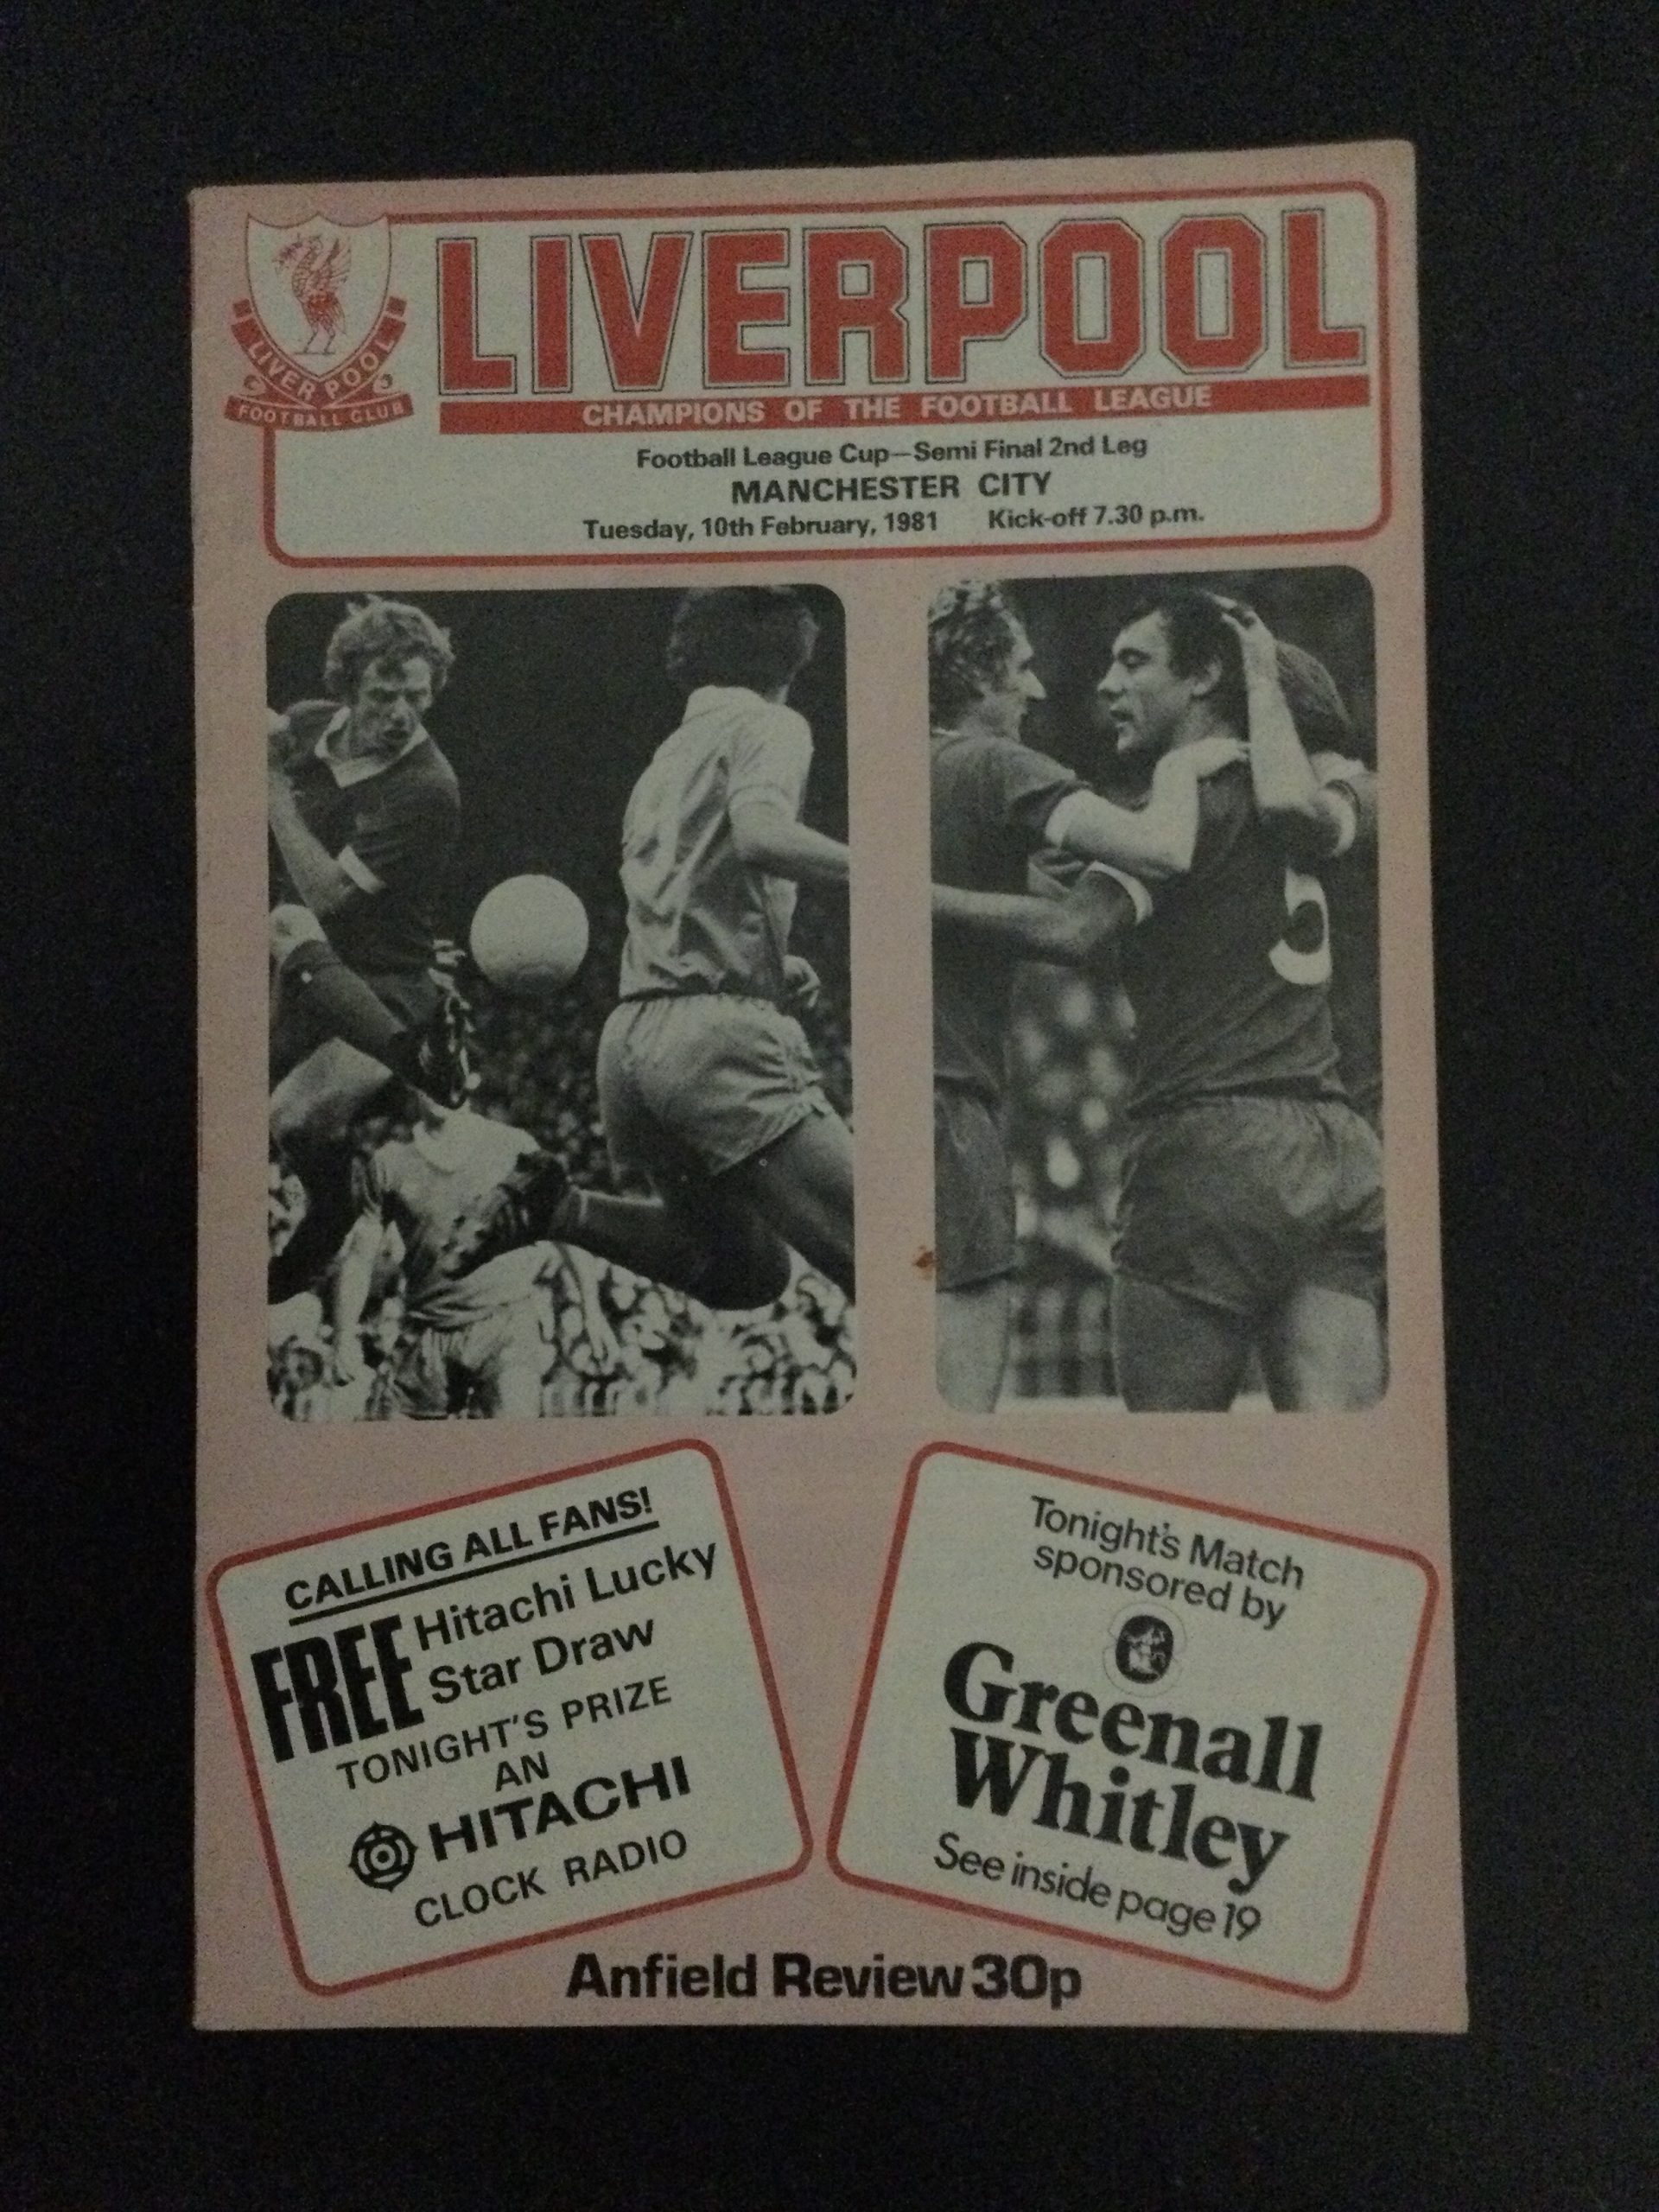 LIVERPOOL
FOOTBALL CLUB
LIVERPOOL
CHAMPIONS OF THE FOOTBALL LEAGUE
Football League Cup—Semi Final 2nd Leg
MANCHESTER CITY
Tuesday, 10th February, 1981 Kick-off 7.30 p.m.
5
CALLING ALL FANS!
FREE Hitachi Lucky
Star Draw
TONIGHT'S PRIZE
AN
HITACHI
CLOCK RADIO
Tonight's Match
sponsored by
Greenall
Whitley
See inside page 19
Anfield Review 30p